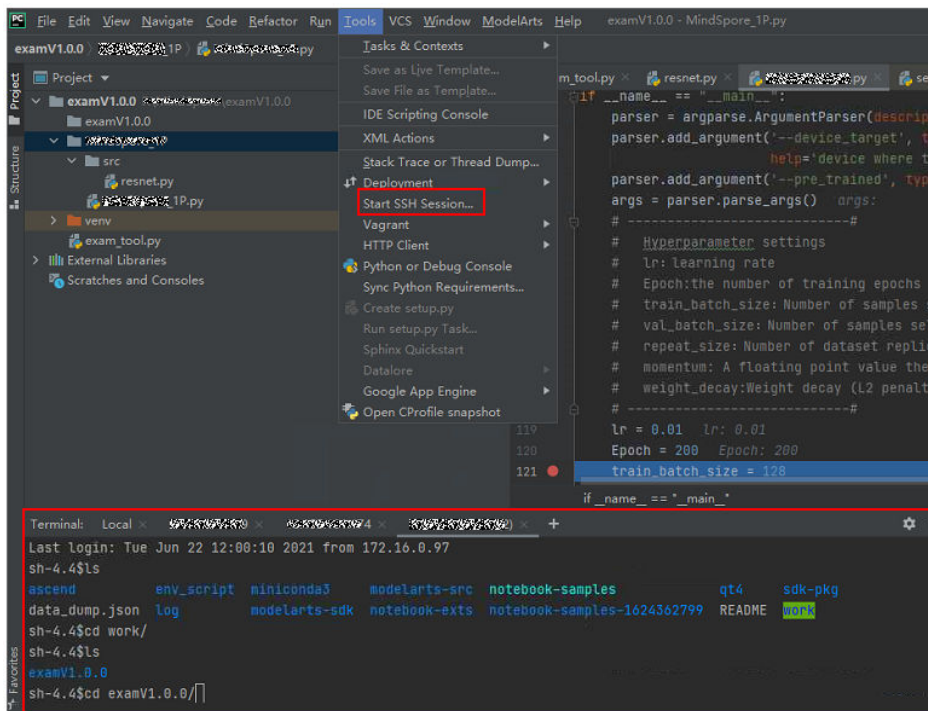 PC File Edit View Navigate Code Refactor Run Tools VCS Window ModelArts Help examV1.0.0 - MindSpore_1P.py
examV1.0.0 _1P .py
Project
Project
Structure
Favorites
examV1.0.0 \examV1.0.0
examV1.0.0
src
resnet.py
_1P.py
venv
exam_tool.py
External Libraries
Scratches and Consoles
Tasks & Contexts
Save as Live Template...
Save File as Template...
IDE Scripting Console
XML Actions
Stack Trace or Thread Dump...
Deployment
Start SSH Session...
Vagrant
HTTP Client
Python or Debug Console
Sync Python Requirements...
Create setup.py
Run setup.py Task...
Sphinx Quickstart
Datalore
Google App Engine
Open CProfile snapshot
m_tool.py resnet.py .py se
if __name__ == "__main__":
parser = argparse.ArgumentParser(descrip
parser.add_argument('--device_target', t
help='device where t
parser.add_argument('--pre_trained', typ
args = parser.parse_args() args:
# ----------------------------#
# Hyperparameter settings
# lr: learning rate
# Epoch:the number of training epochs
# train_batch_size: Number of samples
# val_batch_size: Number of samples sel
# repeat_size: Number of dataset replic
# momentum: A floating point value the
# weight_decay:Weight decay (L2 penalt
# ----------------------------#
119 lr = 0.01 lr: 0.01
120 Epoch = 200 Epoch: 200
121 train_batch_size = 128
if __name__ == "__main__"
Terminal: Local 9 4 2) +
Last login: Tue Jun 22 12:00:10 2021 from 172.16.0.97
sh-4.4$ls
ascend env_script miniconda3 modelarts-src notebook-samples qt4 sdk-pkg
data_dump.json log modelarts-sdk notebook-exts notebook-samples-1624362799 README work
sh-4.4$cd work/
sh-4.4$ls
examV1.0.0
sh-4.4$cd examV1.0.0/